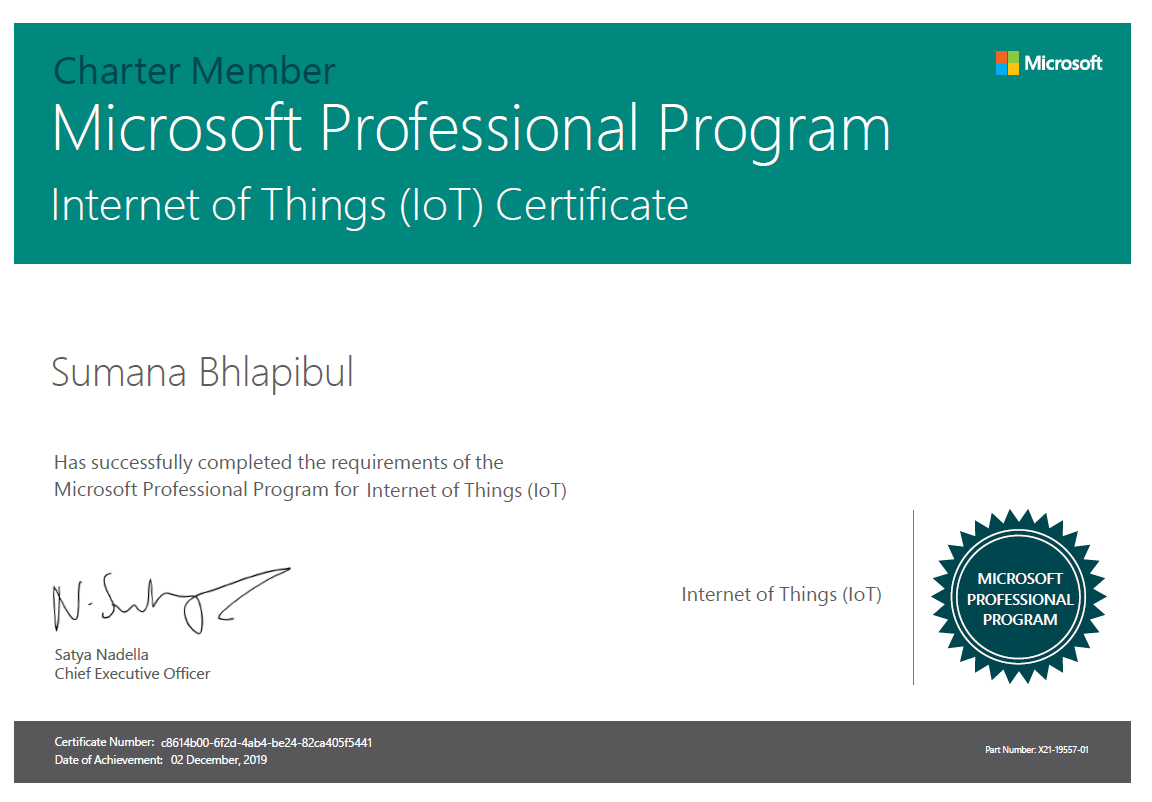 Charter Member
Microsoft
Microsoft Professional Program
Internet of Things (IoT) Certificate
Sumana Bhlapibul
Has successfully completed the requirements of the
Microsoft Professional Program for Internet of Things (IoT)
N. Satya
Satya Nadella
Chief Executive Officer
Internet of Things (IoT)
MICROSOFT
PROFESSIONAL
PROGRAM
Certificate Number: c8614b00-6f2d-4ab4-be24-82ca405f5441
Date of Achievement: 02 December, 2019
Part Number: X21-19557-01